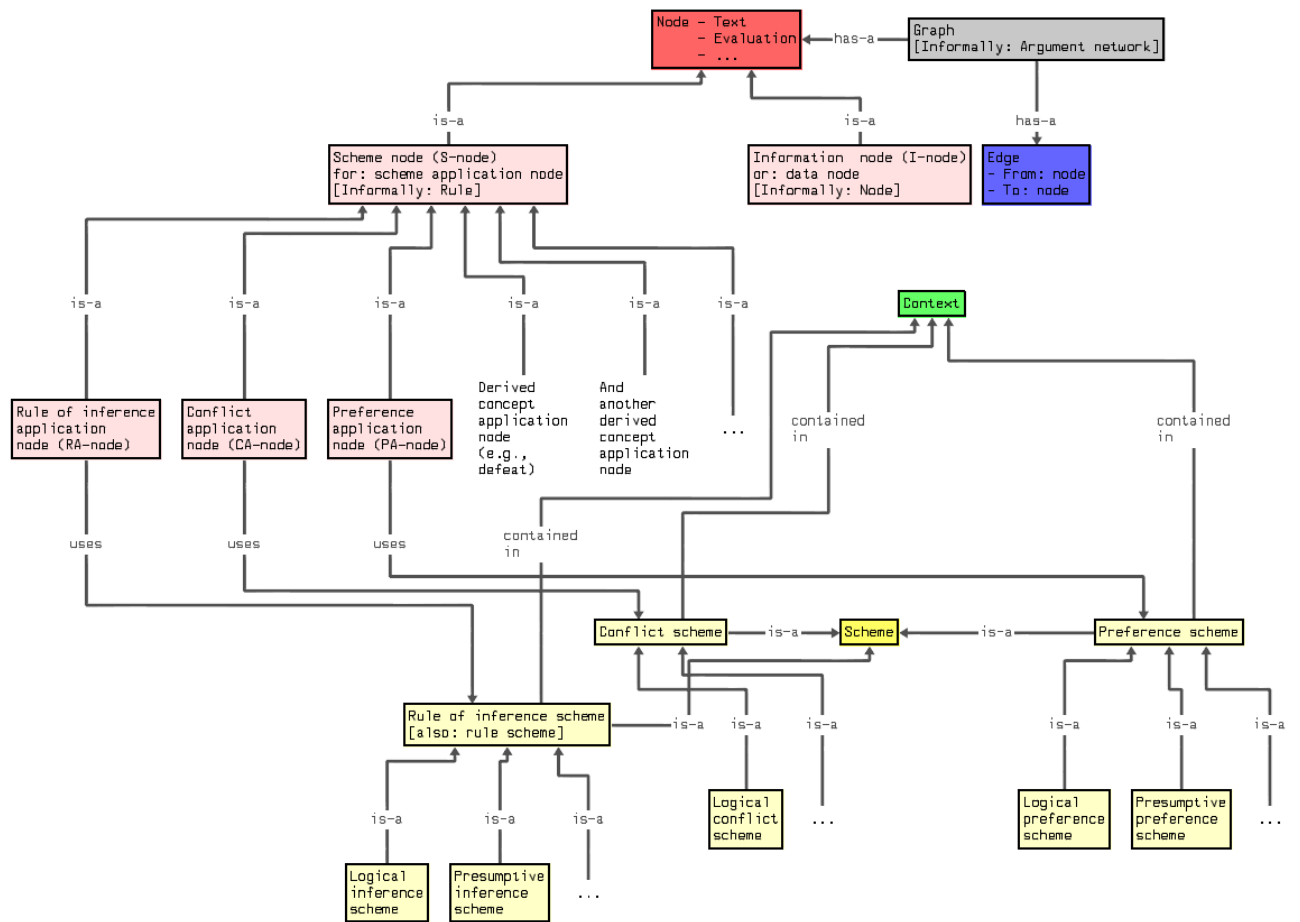 Node - Text
- Evaluation
- ...
has-a
Graph
[Informally: Argument network]
is-a
is-a
has-a
Scheme node (S-node)
for: scheme application node
[Informally: Rule]
Information node (I-node)
or: data node
[Informally: Node]
Edge
- From: node
- To: node
is-a
is-a
is-a
is-a
is-a
is-a
Context
Rule of inference
application
node (RA-node)
Conflict
application
node (CA-node)
Preference
application
node (PA-node)
Derived
concept
application
node
(e.g.,
defeat)
And
another
derived
concept
application
node
...
contained
in
contained
in
uses
uses
uses
contained
in
Conflict scheme
is-a
Scheme
is-a
Preference scheme
Rule of inference scheme
[also: rule scheme]
is-a
is-a
is-a
is-a
is-a
is-a
Logical
conflict
scheme
...
Logical
preference
scheme
Presumptive
preference
scheme
...
is-a
is-a
is-a
Logical
inference
scheme
Presumptive
inference
scheme
...